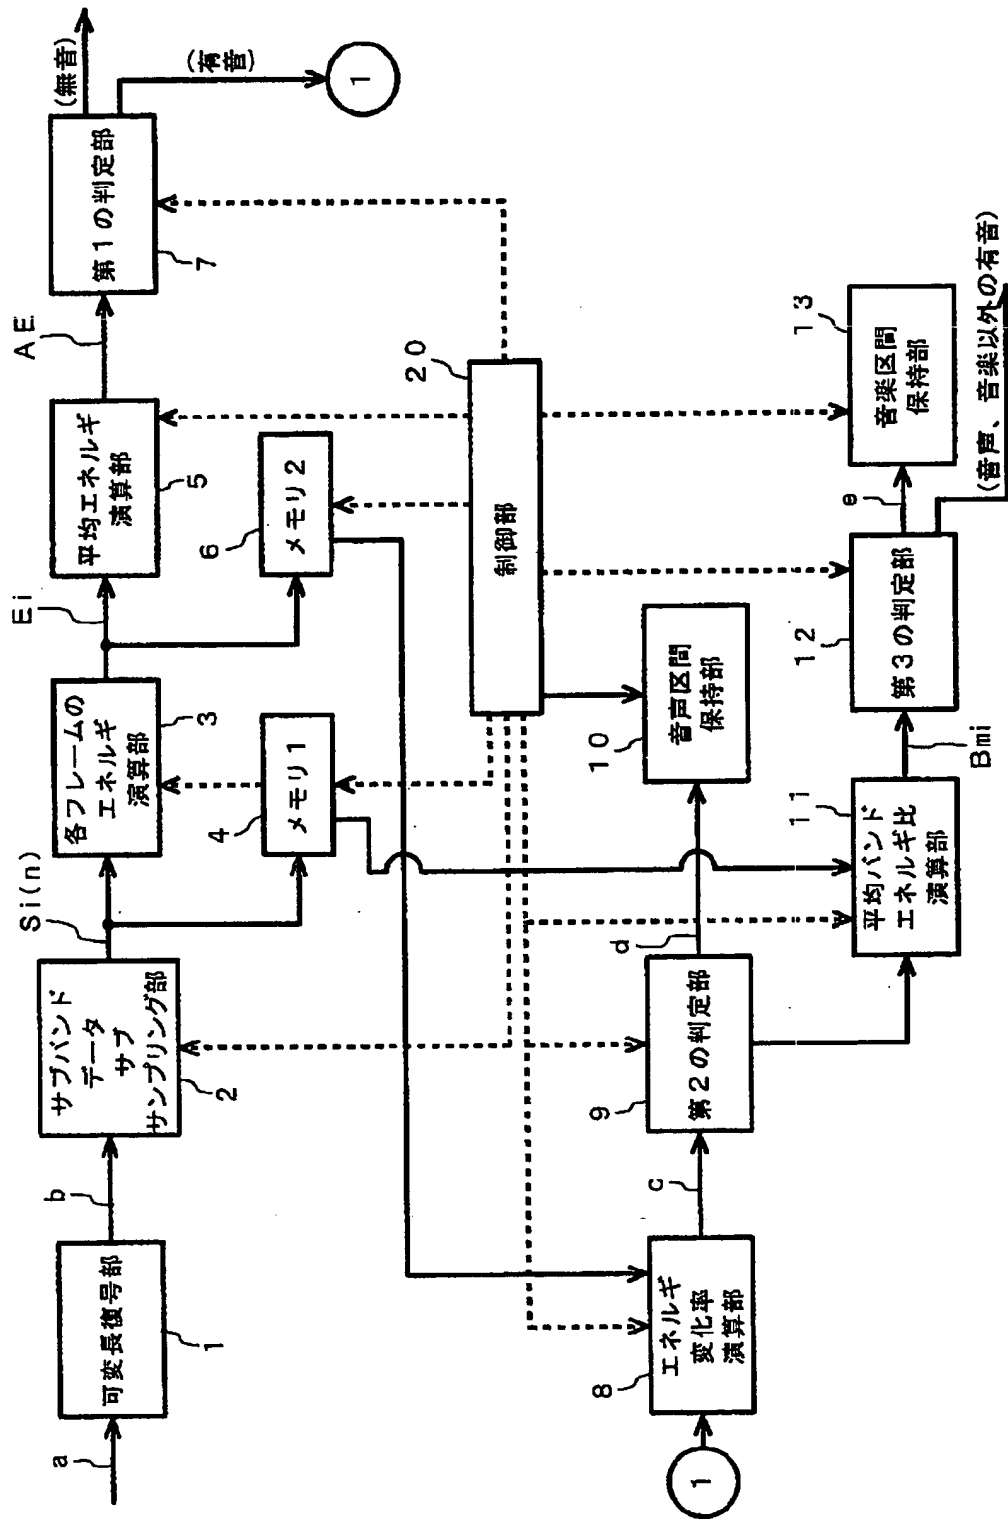 a
可変長復号部
1
b
サブバンド
データ
サブ
サンプリング部
2
Si(n)
各フレームの
エネルギ
演算部
3
メモリ1
4
Ei
平均エネルギ
演算部
5
メモリ2
6
AE
第1の判定部
7
(無音)
(有音)
1
制御部
20
1
エネルギ
変化率
演算部
8
c
第2の判定部
9
d
音声区間
保持部
10
平均バンド
エネルギ比
演算部
11
Bmi
第3の判定部
12
e
音楽区間
保持部
13
(音声、音楽以外の有音)